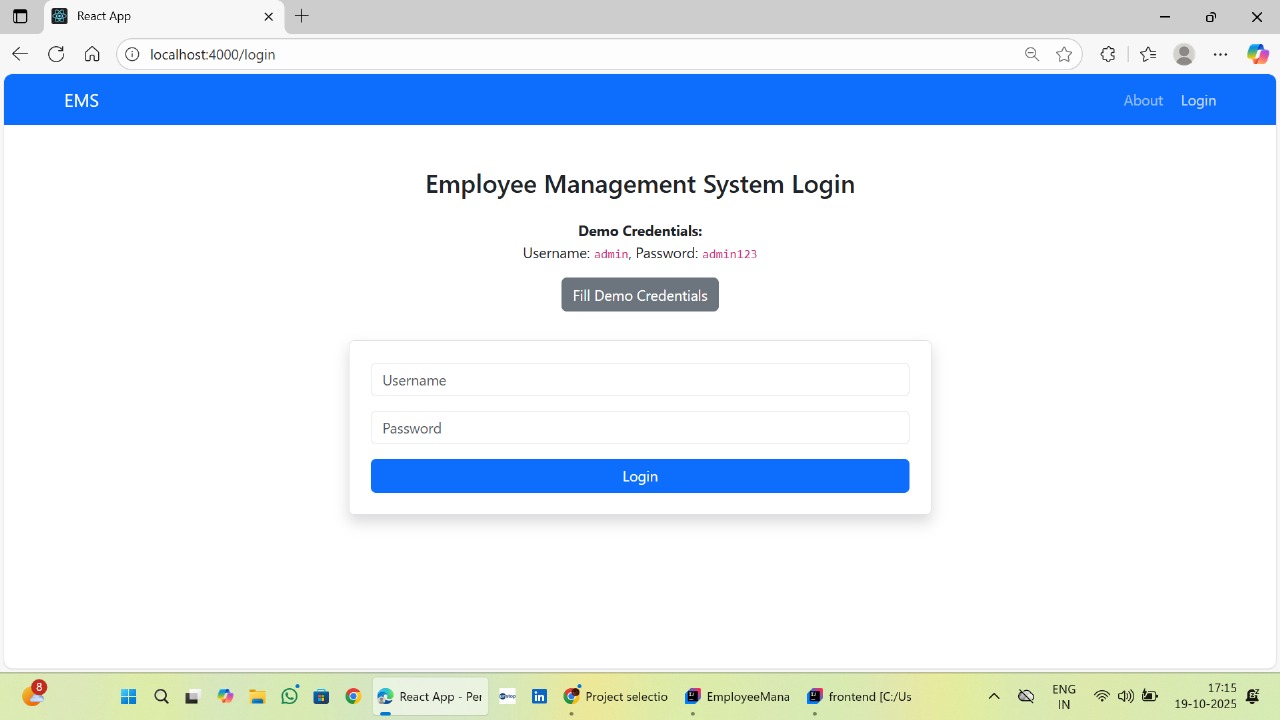 React App
localhost:4000/login
EMS
About
Login
Employee Management System Login
Demo Credentials:
Username: admin, Password: admin123
Fill Demo Credentials
Username
Password
Login
8
React App - Per
in
Project selectio
EmployeeMana
frontend [C:/Us
ENG
IN
17:15
19-10-2025